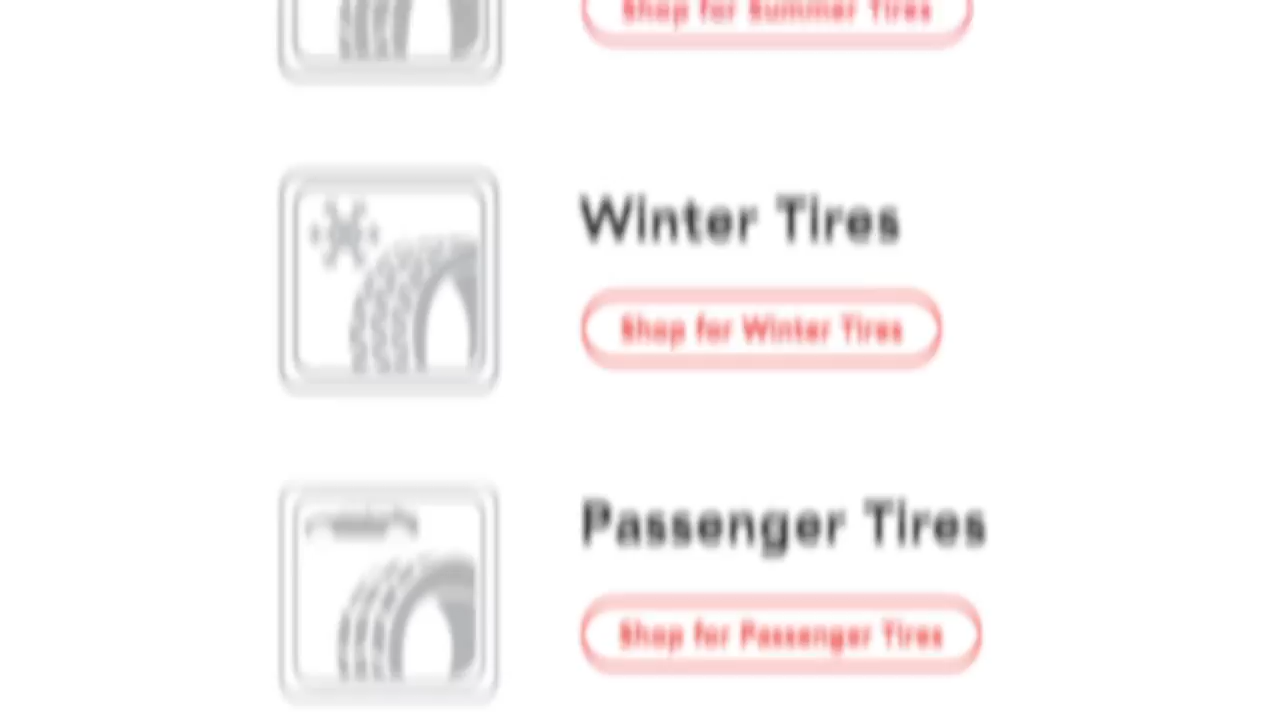 Shop for Summer Tires
Winter Tires
Shop for Winter Tires
Passenger Tires
Shop for Passenger Tires